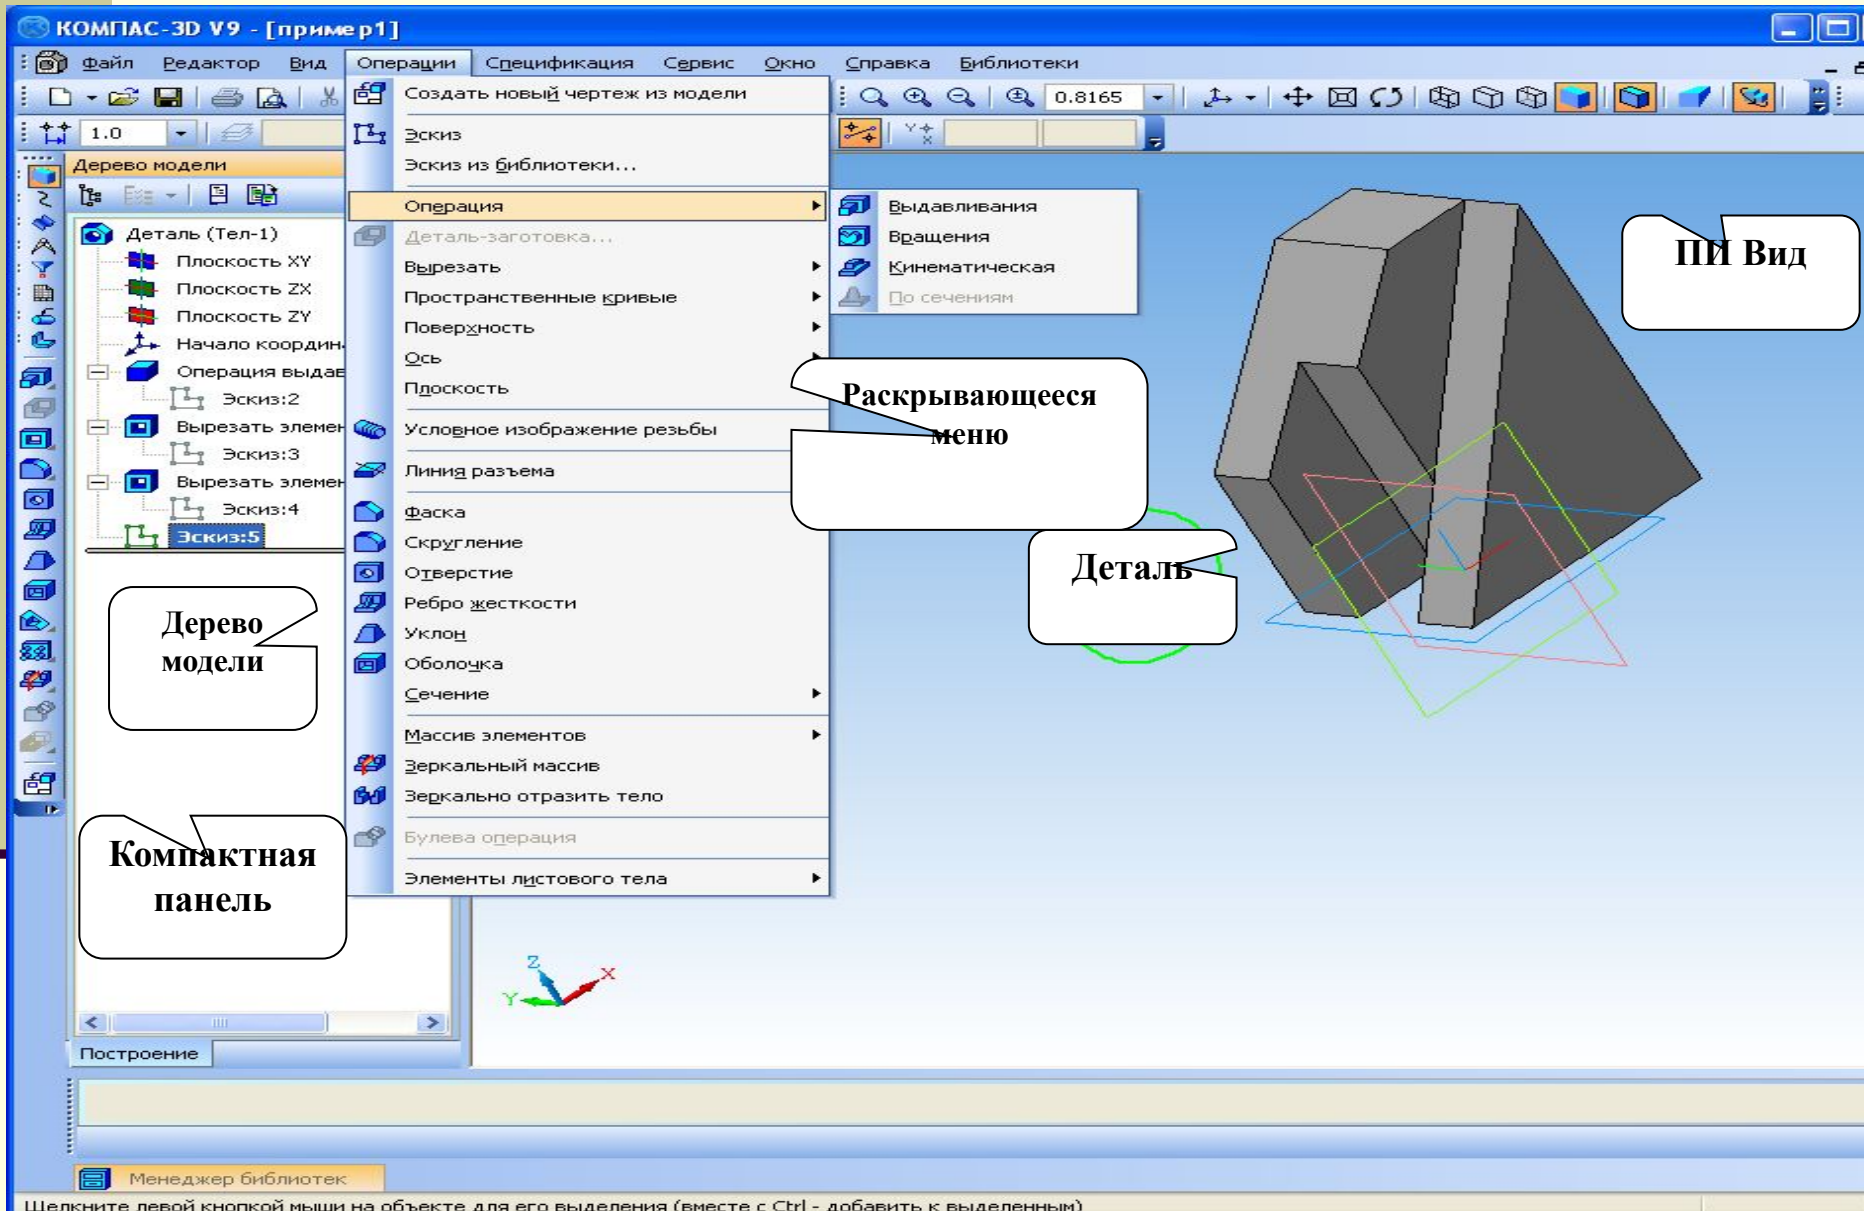 КОМПАС-3D V9 - [пример1]
Файл Редактор Вид Операции Спецификация Сервис Окно Справка Библиотеки
0.8165
1.0
Дерево модели
Деталь (Тел-1)
Плоскость XY
Плоскость ZX
Плоскость ZY
Начало координ
Операция выдав
Эскиз:2
Вырезать элемен
Эскиз:3
Вырезать элемен
Эскиз:4
Эскиз:5
Создать новый чертеж из модели
Эскиз
Эскиз из библиотеки...
Операция
Деталь-заготовка...
Вырезать
Пространственные кривые
Поверхность
Ось
Плоскость
Условное изображение резьбы
Линия разъема
Фаска
Скругление
Отверстие
Ребро жесткости
Уклон
Оболочка
Сечение
Массив элементов
Зеркальный массив
Зеркально отразить тело
Булева операция
Элементы листового тела
Выдавливания
Вращения
Кинематическая
По сечениям
ПИ Вид
Раскрывающееся
меню
Деталь
Дерево
модели
Компактная
панель
Z
X
Y
Построение
Менеджер библиотек
Щелкните левой кнопкой мыши на объекте для его выделения (вместе с Ctrl - добавить к выделенным)